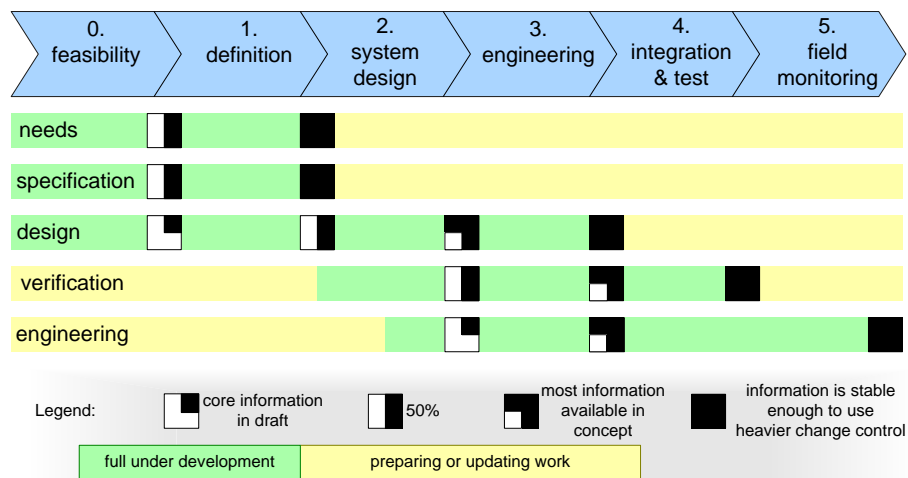 0.
feasibility
1.
definition
2.
system
design
3.
engineering
4.
integration
& test
5.
field
monitoring
needs
specification
design
verification
engineering
Legend:
core information
in draft
50%
most information
available in
concept
information is stable
enough to use
heavier change control
full under development
preparing or updating work